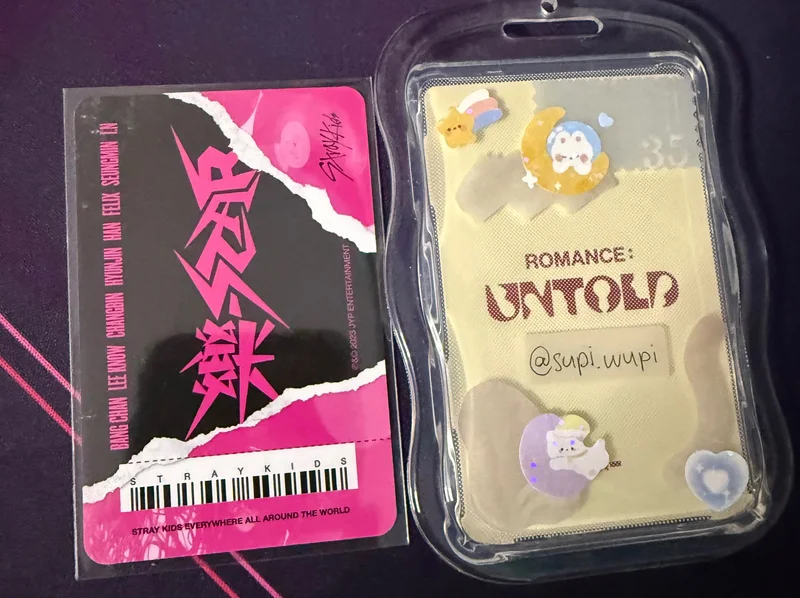 BANG CHAN LEE KNOW CHANGBIN HYUNJIN HAN FELIX SEUNGMIN I.N
樂-STAR
Stray Kids
℗&© 2023 JYP ENTERTAINMENT
STRAYKIDS
STRAY KIDS EVERYWHERE ALL AROUND THE WORLD
35
ROMANCE:
UNTOLD
@supi.wupi